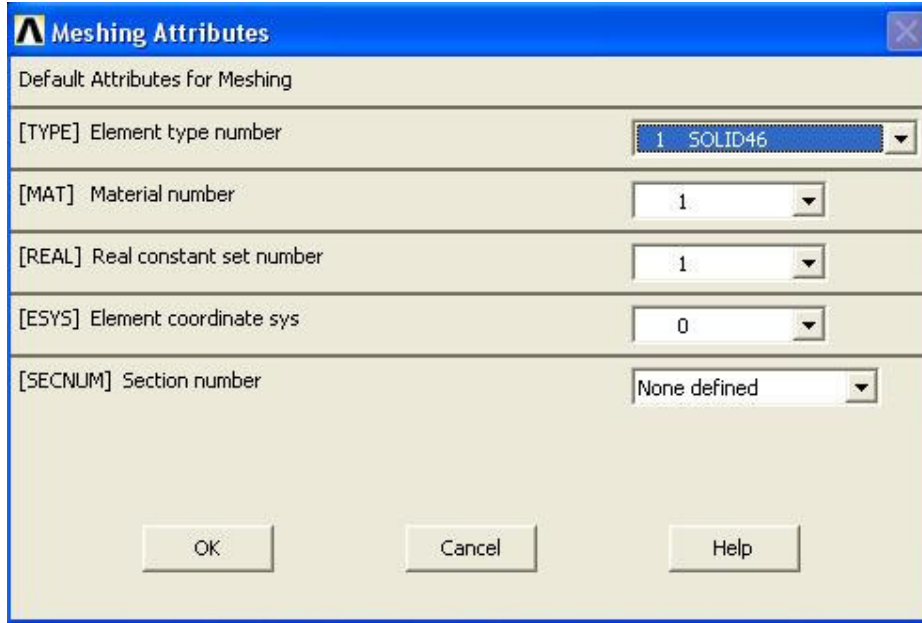 Meshing Attributes
Default Attributes for Meshing
[TYPE] Element type number 1 SOLID46
[MAT] Material number 1
[REAL] Real constant set number 1
[ESYS] Element coordinate sys 0
[SECNUM] Section number None defined
OK Cancel Help